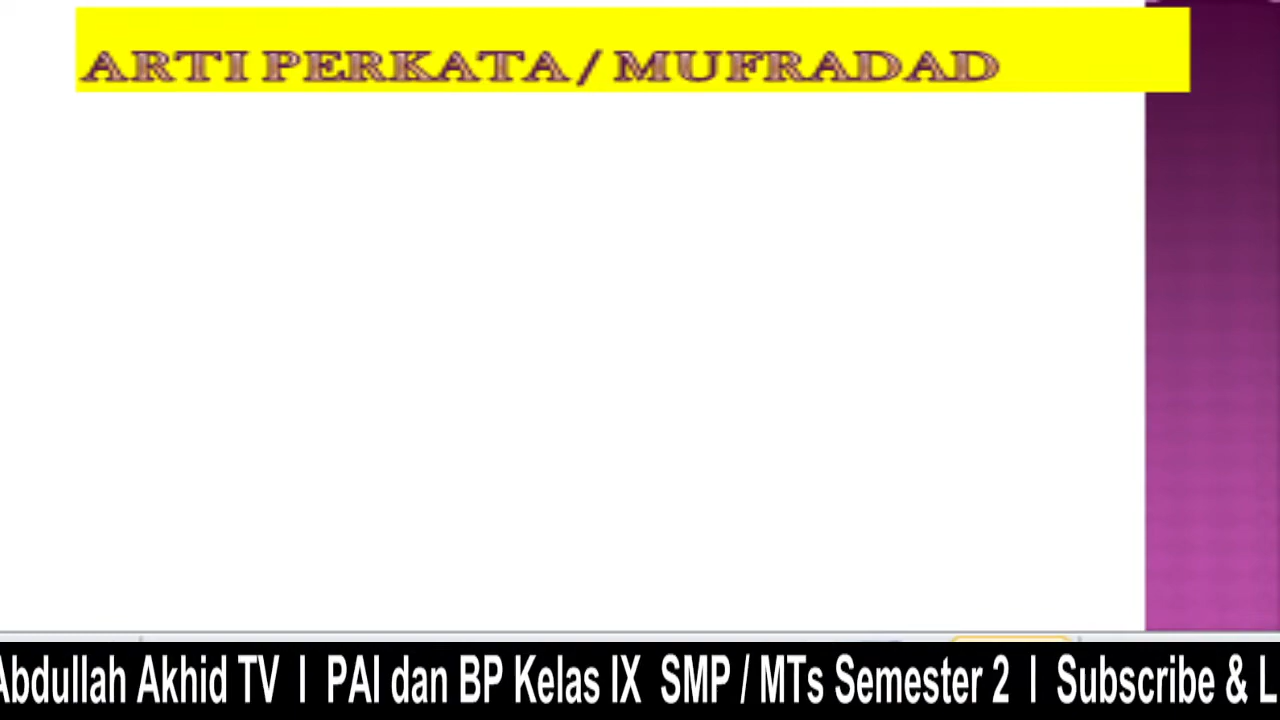 ARTI PERKATA / MUFRADAD
Abdullah Akhid TV I PAI dan BP Kelas IX SMP / MTs Semester 2 I Subscribe & L